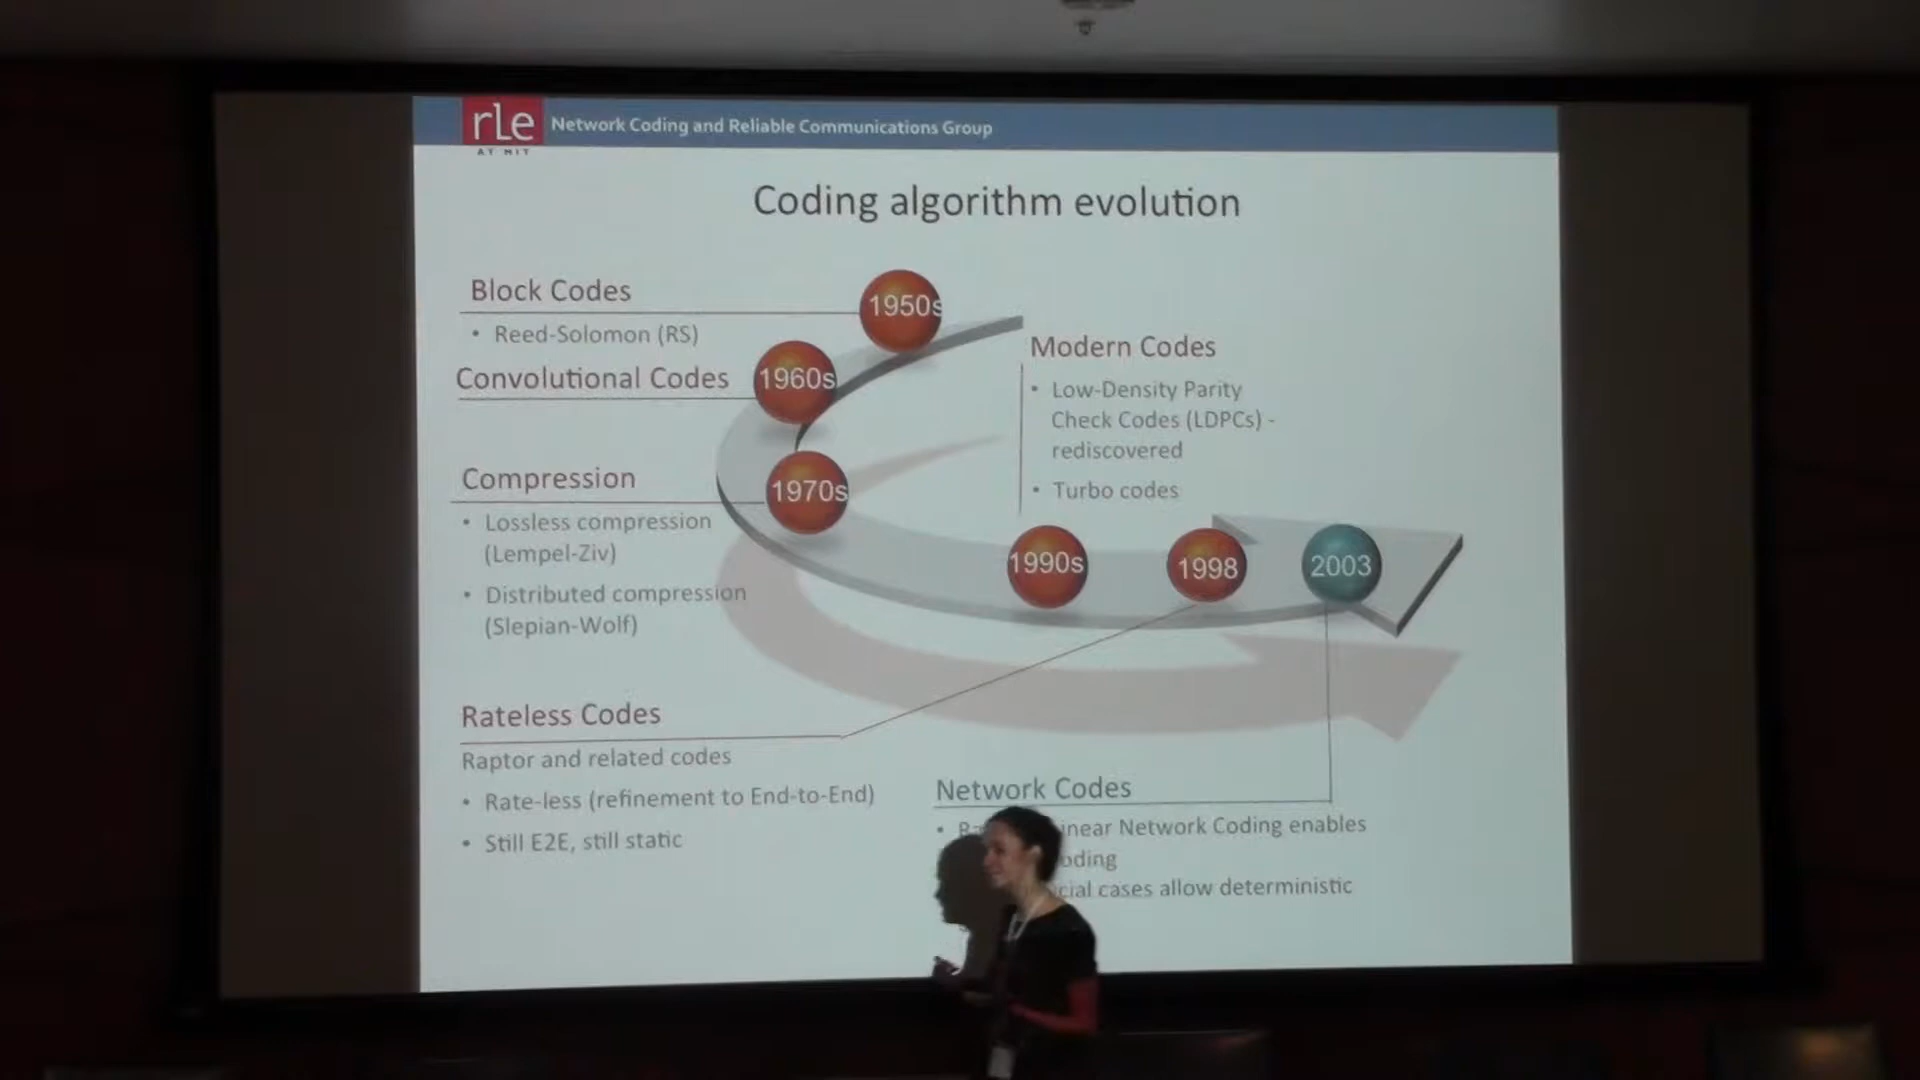 rLe
AT MIT
Network Coding and Reliable Communications Group
Coding algorithm evolution
Block Codes
1950s
• Reed-Solomon (RS)
Convolutional Codes
1960s
Modern Codes
• Low-Density Parity
Check Codes (LDPCs) -
rediscovered
• Turbo codes
Compression
1970s
• Lossless compression
(Lempel-Ziv)
• Distributed compression
(Slepian-Wolf)
1990s
1998
2003
Rateless Codes
Raptor and related codes
• Rate-less (refinement to End-to-End)
• Still E2E, still static
Network Codes
• Network Coding enables
cases allow deterministic